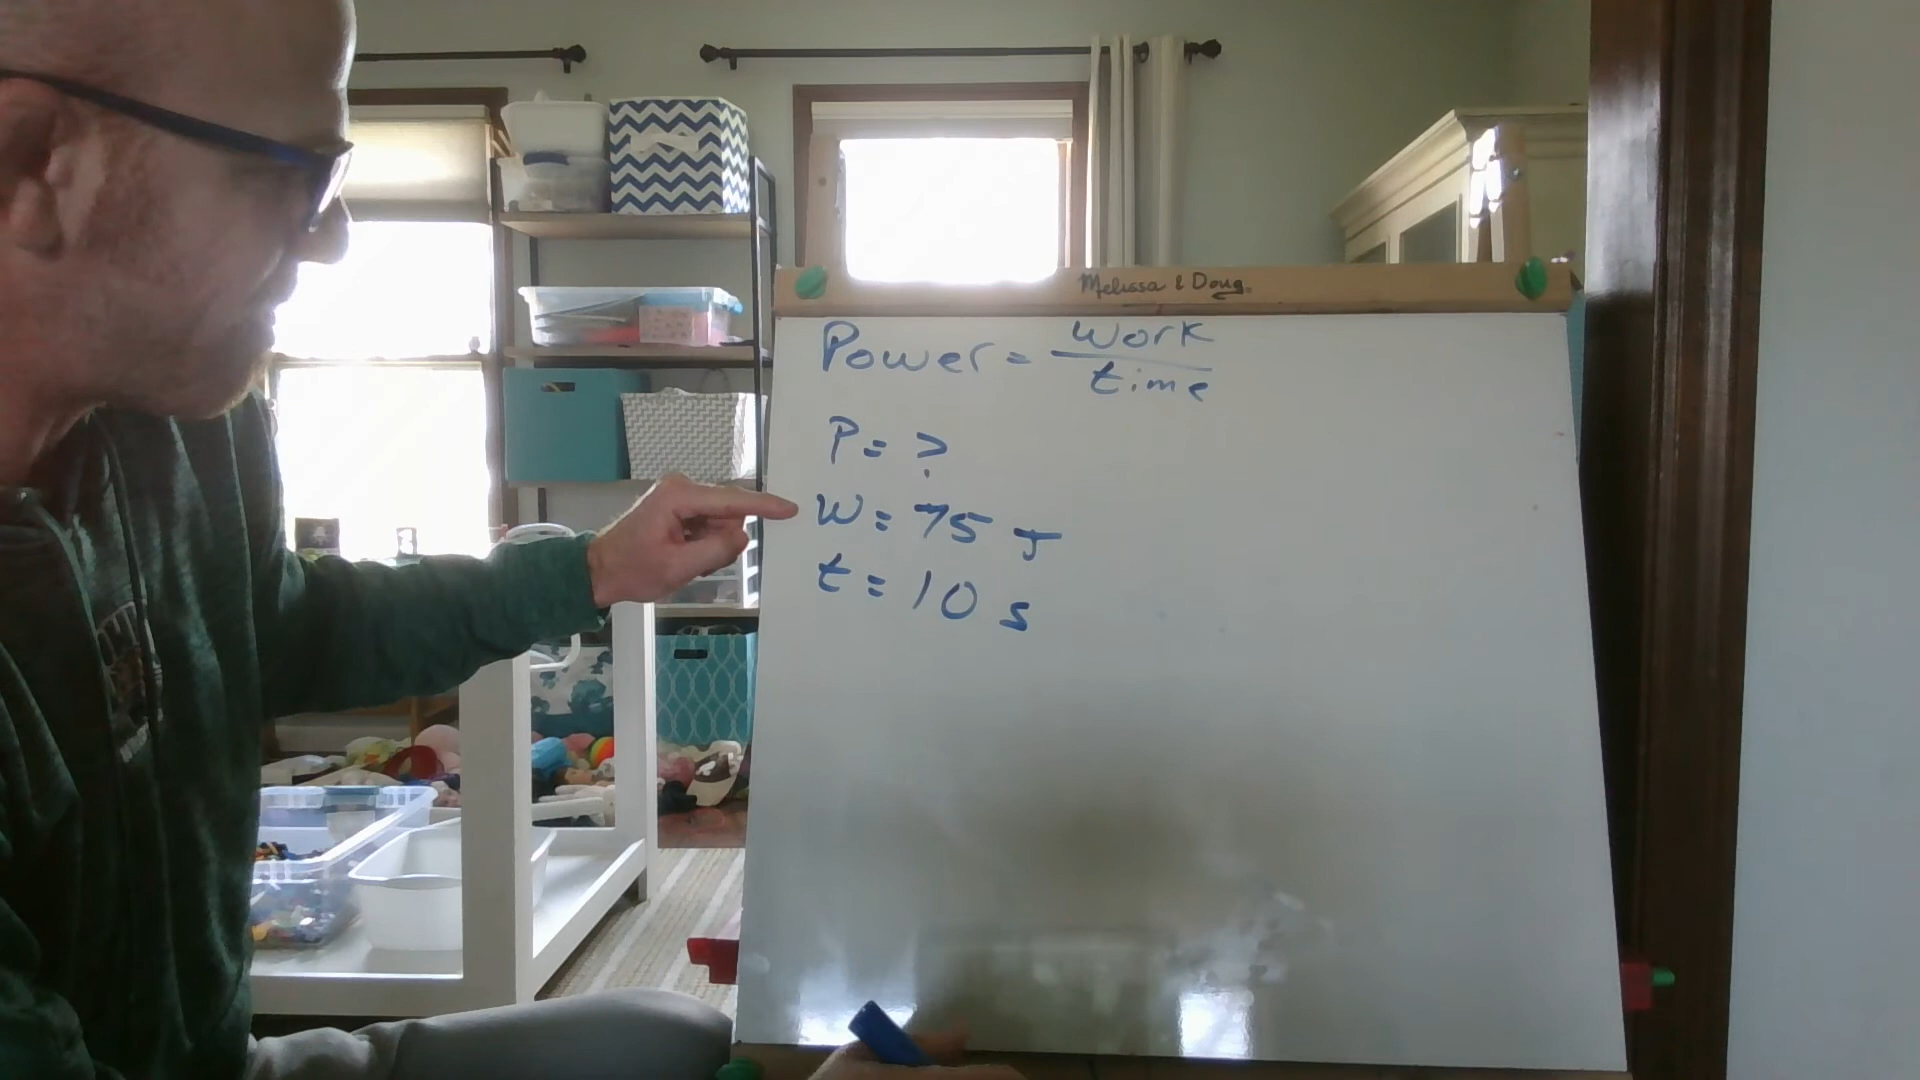 Melissa & Doug
Power = work
time
P = ?
W = 75 J
t = 10 s